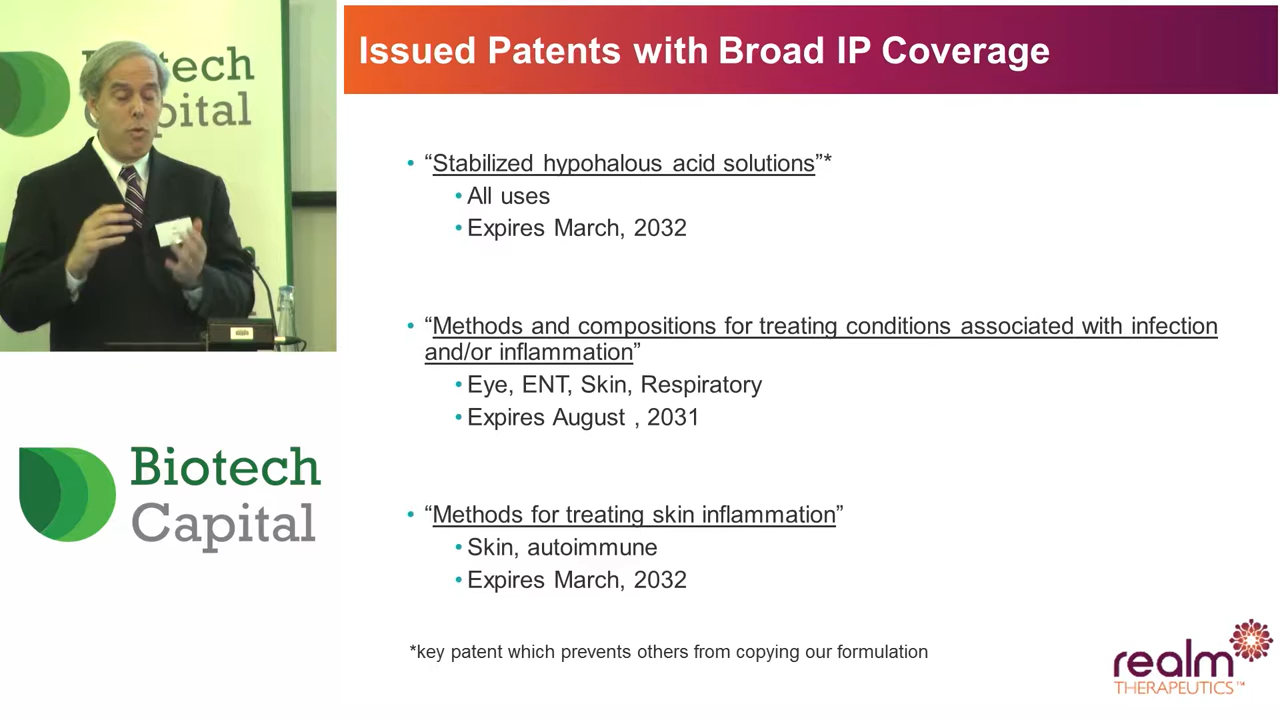 Biotech
Capital
Issued Patents with Broad IP Coverage
• “Stabilized hypohalous acid solutions”*
• All uses
• Expires March, 2032
• “Methods and compositions for treating conditions associated with infection
and/or inflammation”
• Eye, ENT, Skin, Respiratory
• Expires August , 2031
• “Methods for treating skin inflammation”
• Skin, autoimmune
• Expires March, 2032
*key patent which prevents others from copying our formulation
Biotech
Capital
realm
THERAPEUTICS™